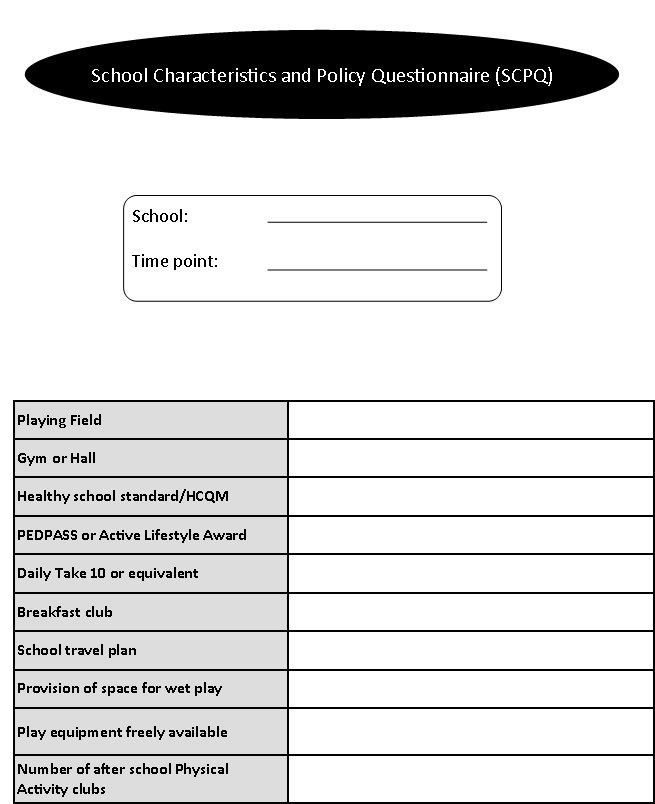 School Characteristics and Policy Questionnaire (SCPQ)
School:
Time point:
Playing Field
Gym or Hall
Healthy school standard/HCQM
PEDPASS or Active Lifestyle Award
Daily Take 10 or equivalent
Breakfast club
School travel plan
Provision of space for wet play
Play equipment freely available
Number of after school Physical
Activity clubs